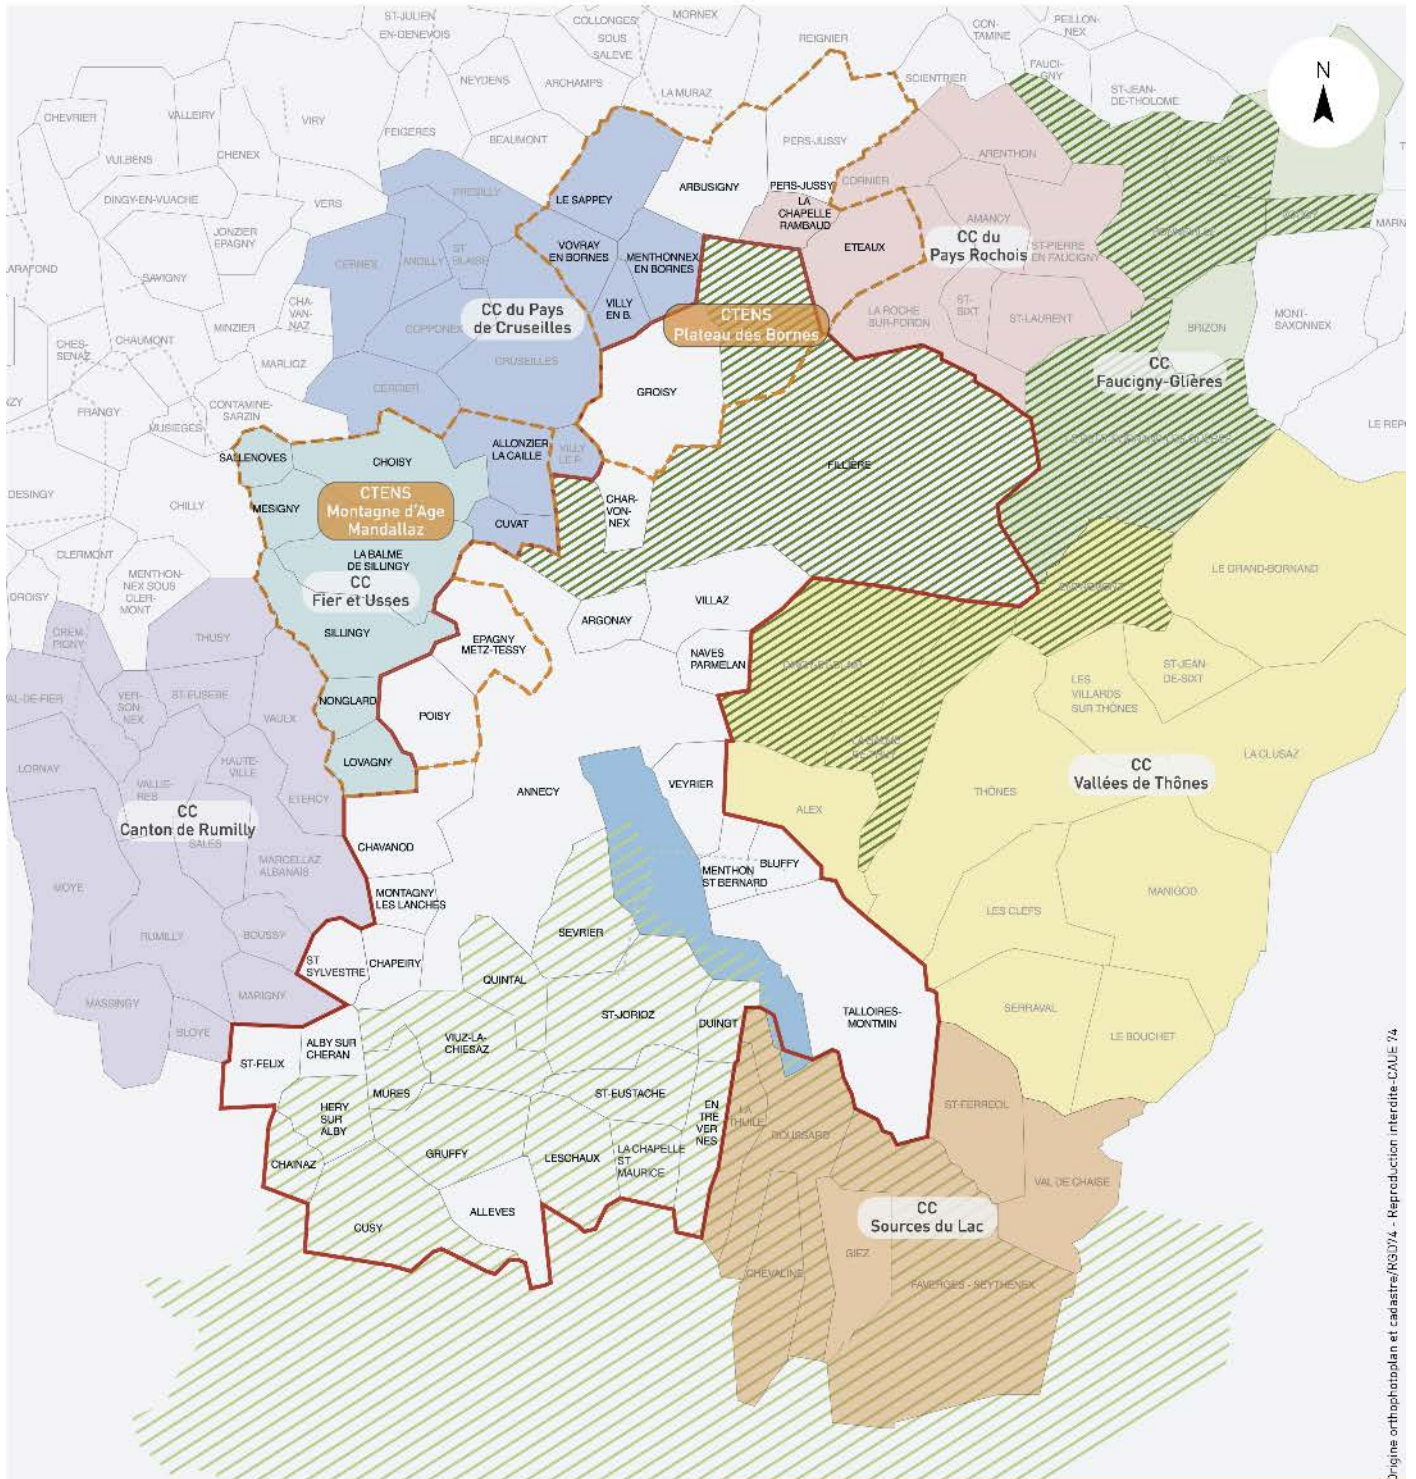 ST-JULIEN
EN-GENEVOIS
COLLONGES
SOUS
SALEVE
MORNEX
REIGNIER
CON-
TAMINE
PEILLON-
NEX
FAUCI-
GNY
N
NEYDENS
ARCHAMPS
LA MURAZ
SCIENTRIER
ST-JEAN-
DE-THOLOME
CHEVRIER
VALLEIRY
VIRY
FEIGERES
BEAUMONT
PERS-JUSSY
ARENTHON
VULBENS
CHENEX
DINGY-EN-VUACHE
VERS
PRESILLY
LE SAPPEY
ARBUSIGNY
PERS-JUSSY
LA
CHAPELLE
RAMBAUD
CORNIER
AMANCY
JONZIER
EPAGNY
ST
BLAISE
ANDILLY
CERNEX
VOVRAY
EN BORNES
MENTHONNEX
EN BORNES
ETEAUX
CC du
Pays Rochois
ST-PIERRE
EN FAUCIGNY
SAVIGNY
CHA-
VAN-
NAZ
MINZIER
COPPONEX
CC du Pays
de Cruseilles
VILLY
EN B.
CTENS
Plateau des Bornes
LA ROCHE
SUR-FORON
ST-
SIXT
ST-LAURENT
BRIZON
MONT-
SAXONNEX
CHES-
SENAZ
CHAUMONT
MARLIOZ
CRUSEILLES
CERCIER
GROISY
CC
Faucigny-Glières
FRANGY
CONTAMINE-
SARZIN
MUSIEGES
LE REPO
SALLENOVES
CHOISY
ALLONZIER
LA CAILLE
VILLY
LE P.
FILLIÈRE
DESINGY
CHILLY
MESIGNY
CTENS
Montagne d'Age
Mandallaz
CUVAT
CHAR-
VON-
NEX
CLERMONT
MENTHON-
NEX SOUS
CLER-
MONT
LA BALME
DE SILLINGY
CC
Fier et Usses
LE GRAND-BORNAND
DROISY
VILLAZ
ARGONAY
CREM
PIGNY
THUSY
SILLINGY
EPAGNY
METZ-TESSY
NAVES
PARMELAN
ST-JEAN
DE-SIXT
VAL-DE-FIER
VER-
SON-
NEX
ST-EUSEBE
NONGLARD
POISY
LES
VILLARDS
SUR THÔNES
VAULX
LORNAY
HAUTE-
VILLE
LOVAGNY
LA CLUSAZ
VALLIE-
RES
ETERCY
ANNECY
VEYRIER
ALEX
THÔNES
CC
Vallées de Thônes
CC
Canton de Rumilly
SALES
CHAVANOD
MARCELLAZ
ALBANAIS
MENTHON
ST BERNARD
BLUFFY
MOYE
MONTAGNY
LES LANCHES
MANIGOD
RUMILLY
BOUSSY
SEVRIER
LES CLEFS
ST
SYLVESTRE
CHAPEIRY
QUINTAL
MASSINGY
MARIGNY
BLOYE
ST-JORIOZ
DUINGT
TALLOIRES-
MONTMIN
SERRAVAL
LE BOUCHET
ST-FELIX
ALBY SUR
CHERAN
VIUZ-LA-
CHIESAZ
MURES
ST-EUSTACHE
EN
TRE
VER
NES
LA
THUILE
DOUSSARD
ST-FERREOL
HERY
SUR
ALBY
CHAINAZ
GRUFFY
LESCHAUX
LA CHAPELLE
ST
MAURICE
VAL DE CHAISE
ALLEVES
CUSY
CC
Sources du Lac
GIEZ
CHEVALINE
FAVERGES - SEYTHENEX
Origine orthophotoplan et cadastre/RGD74 - Reproduction interdite-CAUE 74